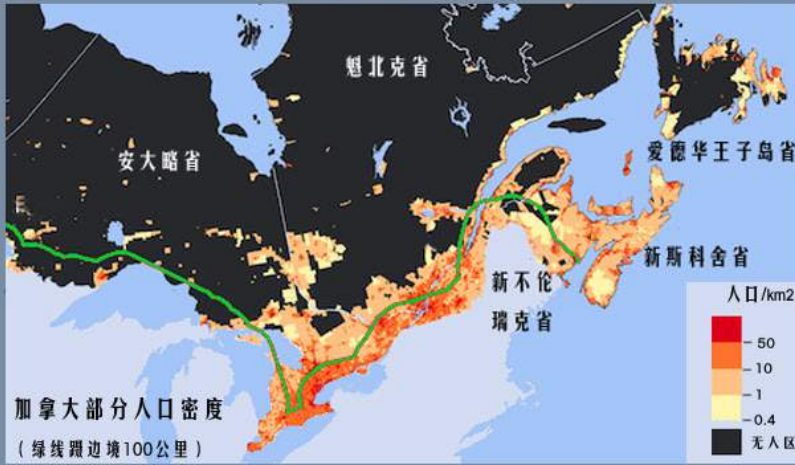 魁北克省
安大略省
爱德华王子岛省
新斯科舍省
新不伦
瑞克省
人口/km2
50
10
1
0.4
无人区
加拿大部分人口密度
（绿线跟边境100公里）